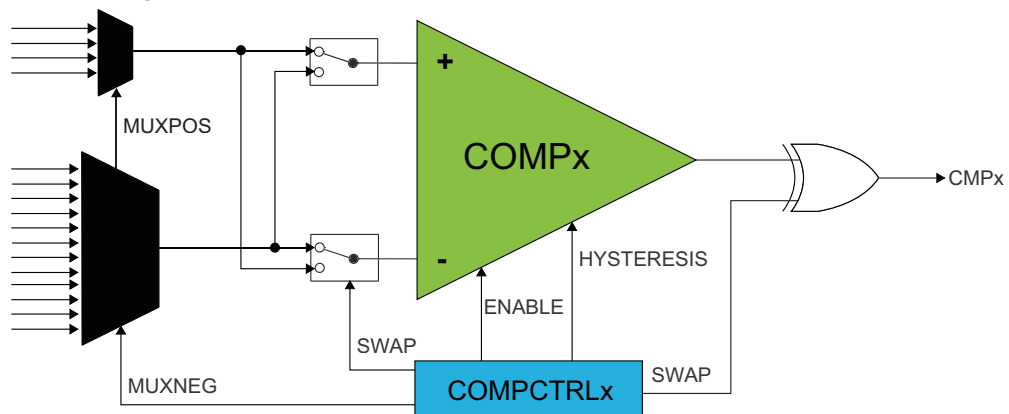 +
MUXPOS
COMPx
CMPx
-
HYSTERESIS
ENABLE
SWAP
SWAP
MUXNEG
COMPCTRLx